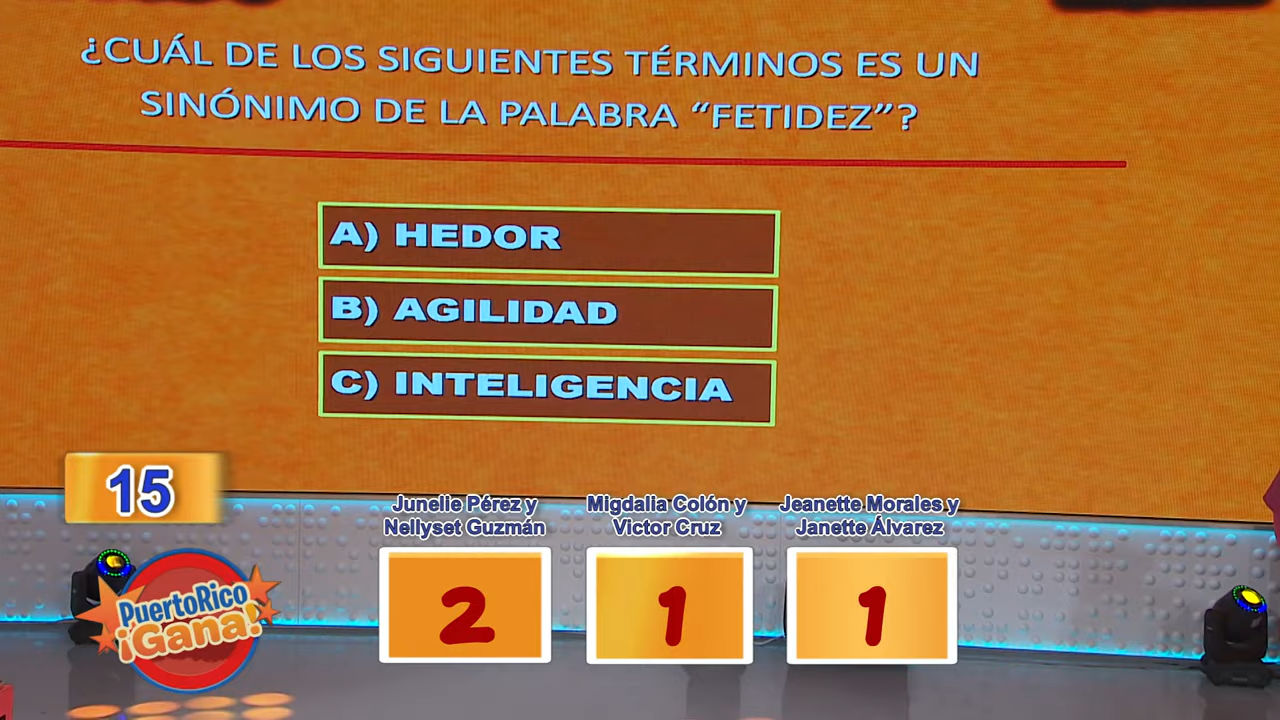 ¿CUÁL DE LOS SIGUIENTES TÉRMINOS ES UN
SINÓNIMO DE LA PALABRA “FETIDEZ”?
A) HEDOR
B) AGILIDAD
C) INTELIGENCIA
15
Junelie Pérez y
Nellyset Guzmán
Migdalia Colón y
Victor Cruz
Jeanette Morales y
Janette Álvarez
PuertoRico
¡Gana!
2
1
1